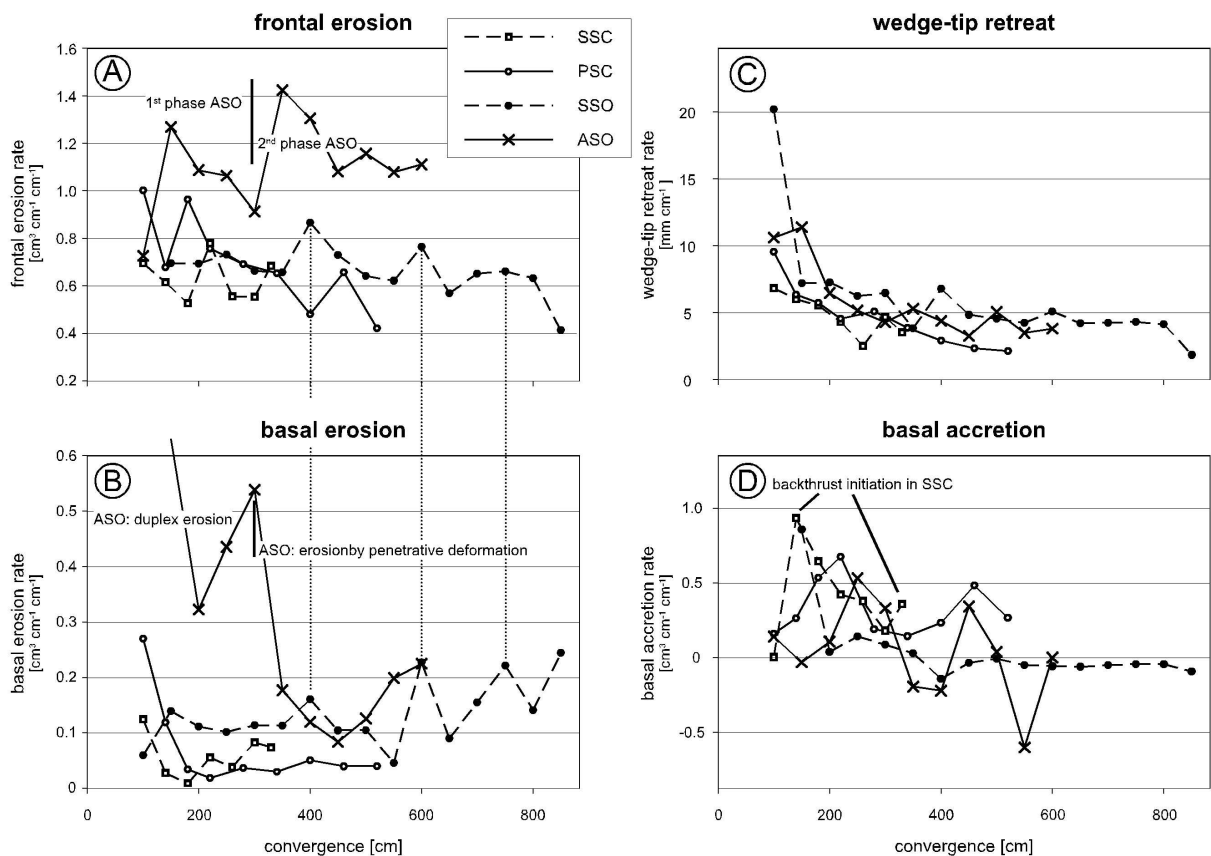 frontal erosion
A
1.6
1.4
1.2
1.0
0.8
0.6
0.4
0.2
frontal erosion rate
[cm³ cm⁻¹ cm⁻¹]
1st phase ASO
2nd phase ASO
SSC
PSC
SSO
ASO
wedge-tip retreat
C
20
15
10
5
0
wedge-tip retreat rate
[mm cm⁻¹]
basal erosion
B
0.6
0.5
0.4
0.3
0.2
0.1
0
basal erosion rate
[cm³ cm⁻¹ cm⁻¹]
ASO: duplex erosion
ASO: erosionby penetrative deformation
0 200 400 600 800
convergence [cm]
basal accretion
D
backthrust initiation in SSC
1.0
0.5
0
-0.5
basal accretion rate
[cm³ cm⁻¹ cm⁻¹]
0 200 400 600 800
convergence [cm]